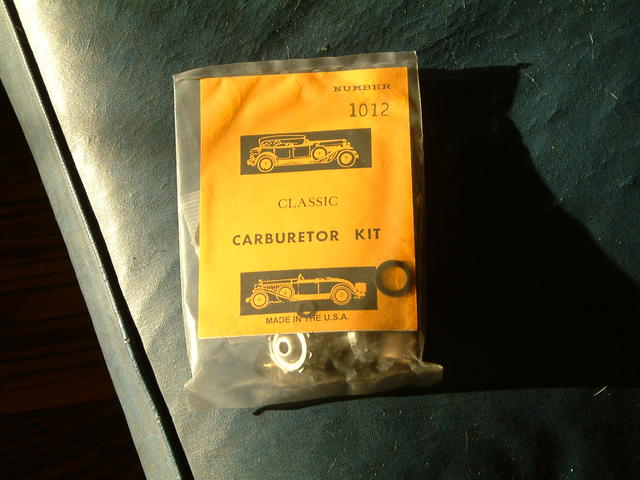 NUMBER
1012
CLASSIC
CARBURETOR KIT
MADE IN THE U.S.A.